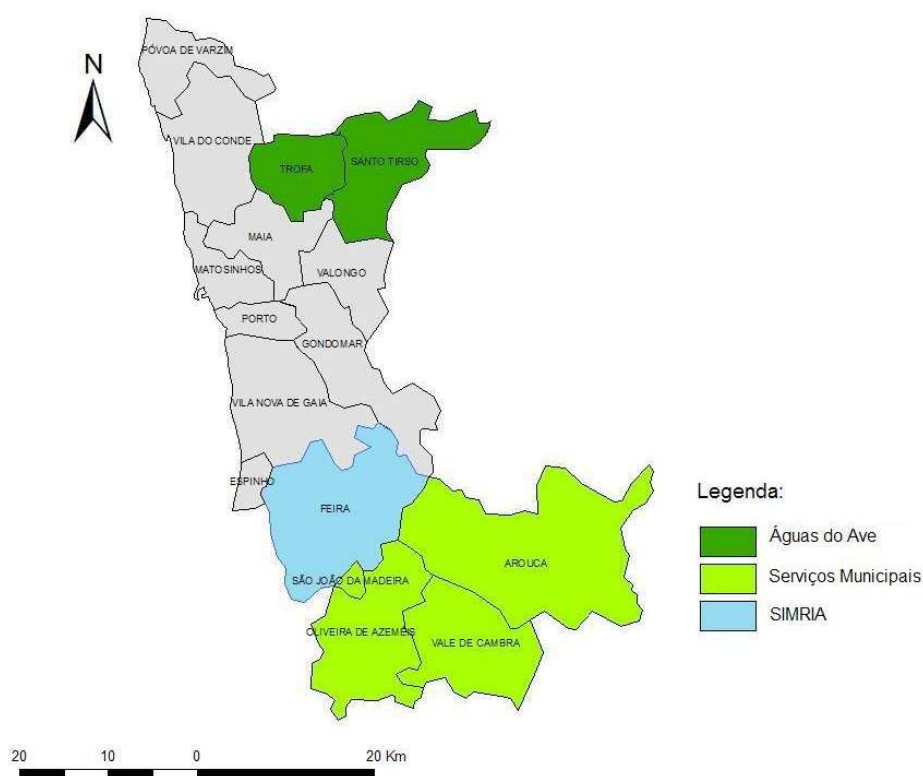 PÓVOA DE VARZIM
N
VILA DO CONDE
TROFA
SANTO TIRSO
MAIA
MATOSINHOS
VALONGO
PORTO
GONDOMAR
VILA NOVA DE GAIA
ESPINHO
FEIRA
AROUCA
SÃO JOÃO DA MADEIRA
OLIVEIRA DE AZEMÉIS
VALE DE CAMBRA
Legenda:
Águas do Ave
Serviços Municipais
SIMRIA
20 10 0 20 Km